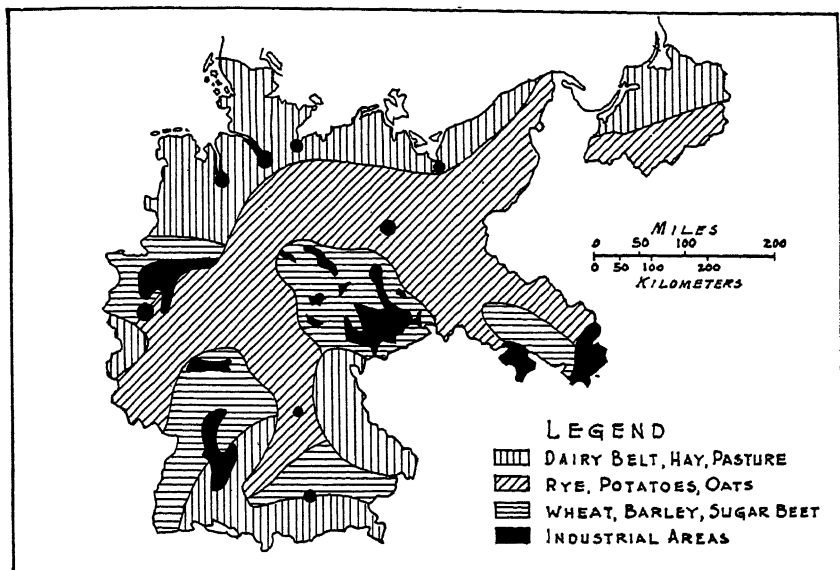 MILES
0 50 100 200
0 50 100 200
KILOMETERS
LEGEND
DAIRY BELT, HAY, PASTURE
RYE, POTATOES, OATS
WHEAT, BARLEY, SUGAR BEET
INDUSTRIAL AREAS